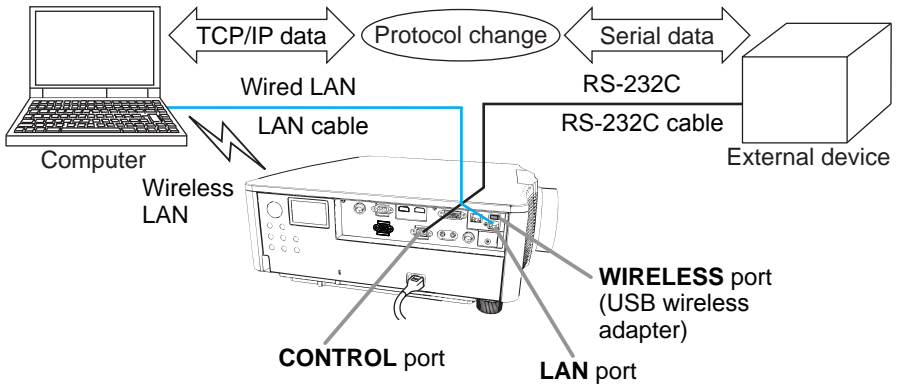 TCP/IP data
Protocol change
Serial data
Wired LAN
LAN cable
RS-232C
RS-232C cable
Computer
External device
Wireless
LAN
WIRELESS port
(USB wireless
adapter)
CONTROL port
LAN port